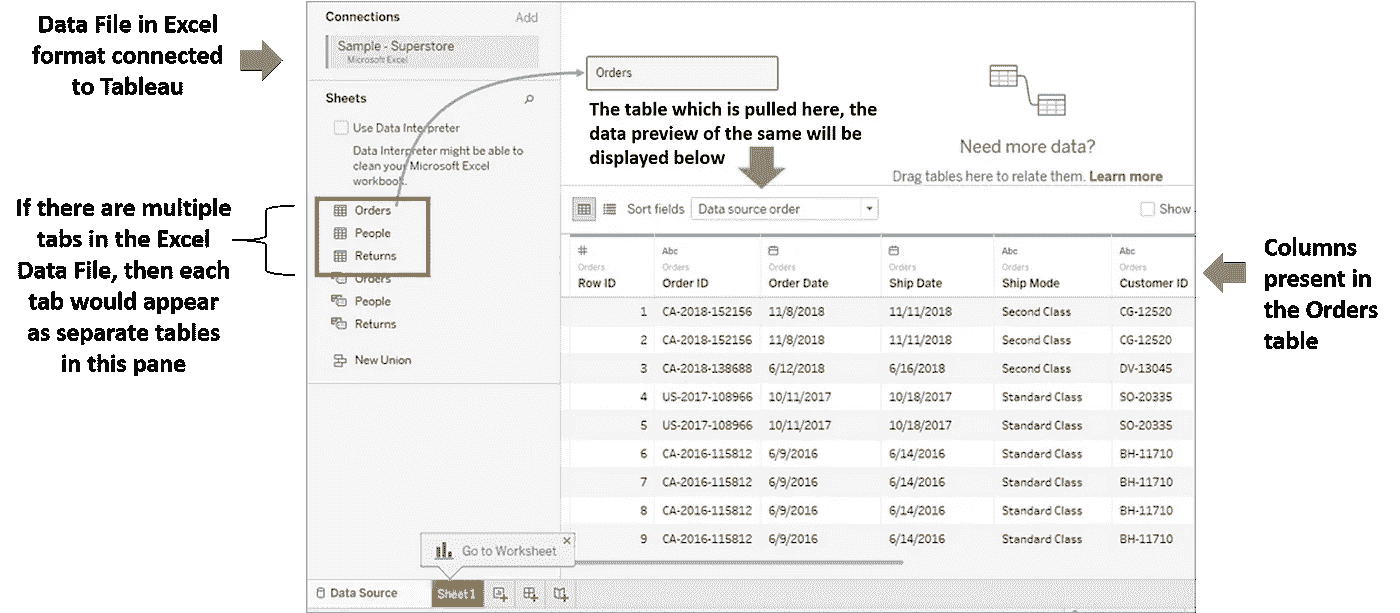 Data File in Excel
format connected
to Tableau
If there are multiple
tabs in the Excel
Data File, then each
tab would appear
as separate tables
in this pane
Connections Add
Sample - Superstore
Microsoft Excel
Sheets
Use Data Interpreter
Data Interpreter might be able to
clean your Microsoft Excel
workbook.
Orders
People
Returns
Orders
People
Returns
New Union
Orders
The table which is pulled here, the
data preview of the same will be
displayed below
Need more data?
Drag tables here to relate them. Learn more
Sort fields Data source order Show
# Abc Abc Abc
Orders Orders Orders Orders Orders Orders
Row ID Order ID Order Date Ship Date Ship Mode Customer ID
1 CA-2018-152156 11/8/2018 11/11/2018 Second Class CG-12520
2 CA-2018-152156 11/8/2018 11/11/2018 Second Class CG-12520
3 CA-2018-138688 6/12/2018 6/16/2018 Second Class DV-13045
4 US-2017-108966 10/11/2017 10/18/2017 Standard Class SO-20335
5 US-2017-108966 10/11/2017 10/18/2017 Standard Class SO-20335
6 CA-2016-115812 6/9/2016 6/14/2016 Standard Class BH-11710
7 CA-2016-115812 6/9/2016 6/14/2016 Standard Class BH-11710
8 CA-2016-115812 6/9/2016 6/14/2016 Standard Class BH-11710
9 CA-2016-115812 6/9/2016 6/14/2016 Standard Class BH-11710
Columns
present in
the Orders
table
Go to Worksheet
Data Source Sheet1